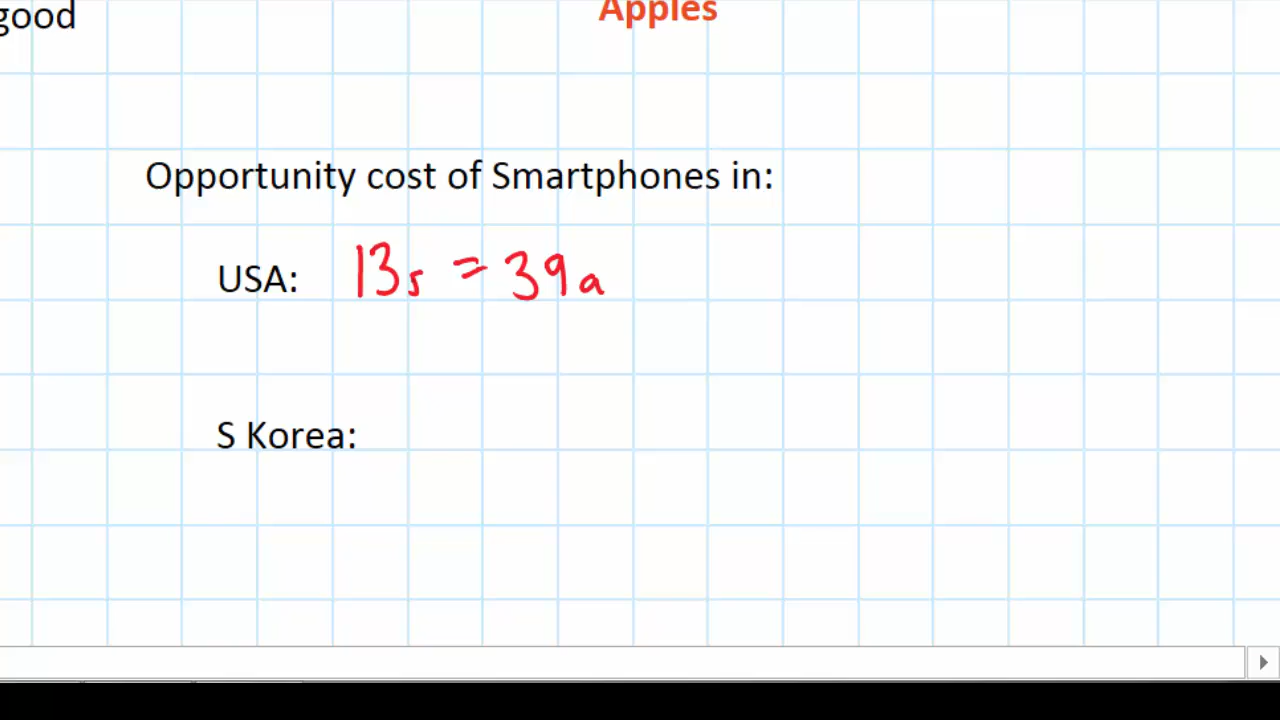 good
Apples
Opportunity cost of Smartphones in:
USA: 13s = 39a
S Korea: